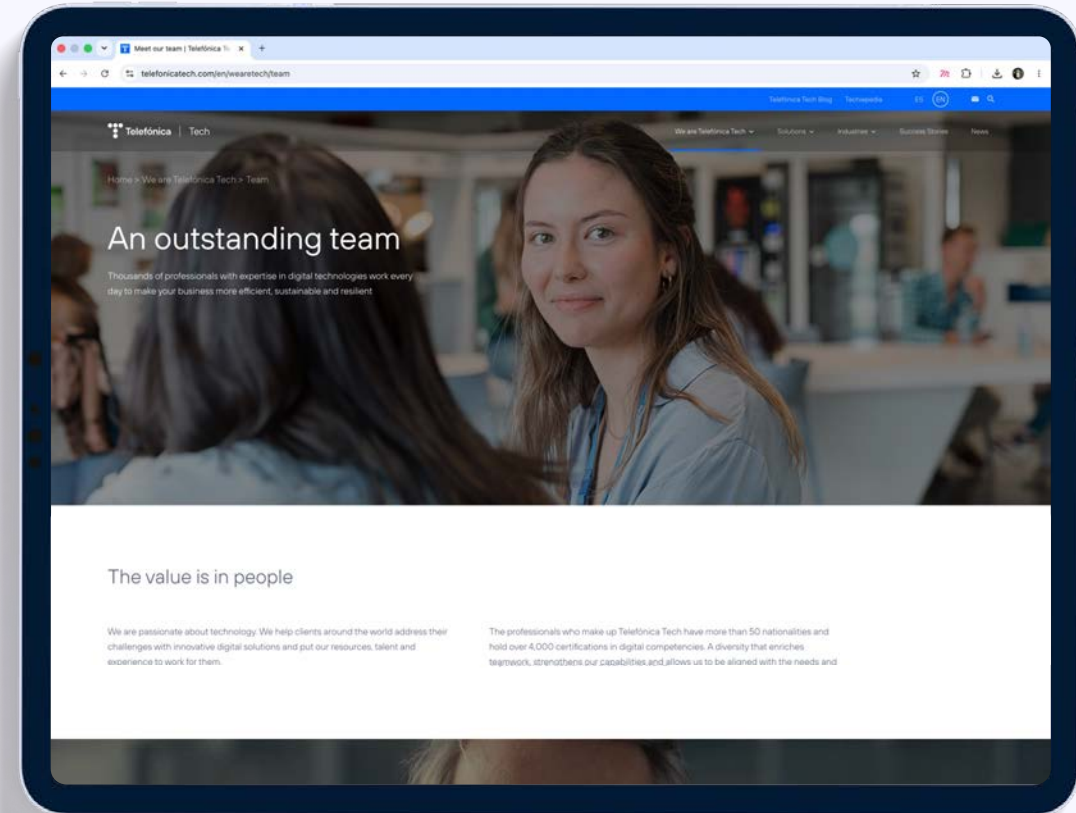 Meet our team | Telefónica Te
telefonicatech.com/en/wearetech/team
Telefónica Tech Blog Techxepedia ES EN
Telefónica | Tech
We are Telefónica Tech Solutions Industries Success Stories News
Home > We are Telefónica Tech > Team
An outstanding team
Thousands of professionals with expertise in digital technologies work every
day to make your business more efficient, sustainable and resilient
The value is in people
We are passionate about technology. We help clients around the world address their
challenges with innovative digital solutions and put our resources, talent and
experience to work for them.
The professionals who make up Telefónica Tech have more than 50 nationalities and
hold over 4,000 certifications in digital competencies. A diversity that enriches
teamwork, strengthens our capabilities and allows us to be aligned with the needs and